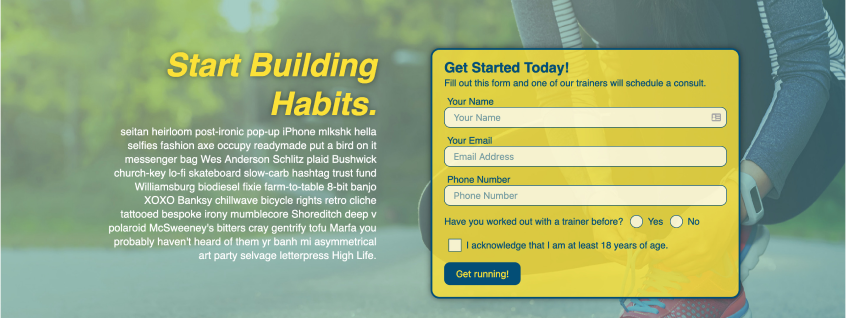 Start Building
Habits.
seitan heirloom post-ironic pop-up iPhone mlkshk hella
selfies fashion axe occupy readymade put a bird on it
messenger bag Wes Anderson Schlitz plaid Bushwick
church-key lo-fi skateboard slow-carb hashtag trust fund
Williamsburg biodiesel fixie farm-to-table 8-bit banjo
XOXO Banksy chillwave bicycle rights retro cliche
tattooed bespoke irony mumblecore Shoreditch deep v
polaroid McSweeney's bitters cray gentrify tofu Marfa you
probably haven't heard of them yr banh mi asymmetrical
art party selvage letterpress High Life.
Get Started Today!
Fill out this form and one of our trainers will schedule a consult.
Your Name
Your Name
Your Email
Email Address
Phone Number
Phone Number
Have you worked out with a trainer before? Yes No
I acknowledge that I am at least 18 years of age.
Get running!